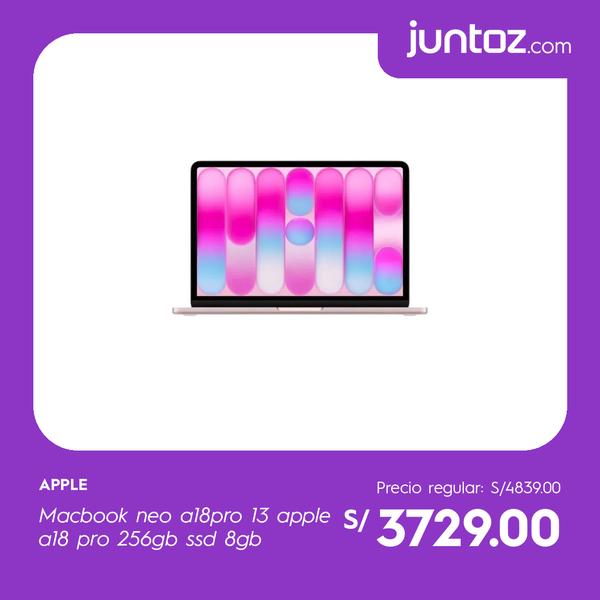 juntoz.com
APPLE
Macbook neo a18pro 13 apple
a18 pro 256gb ssd 8gb
Precio regular: S/4839.00
S/ 3729.00